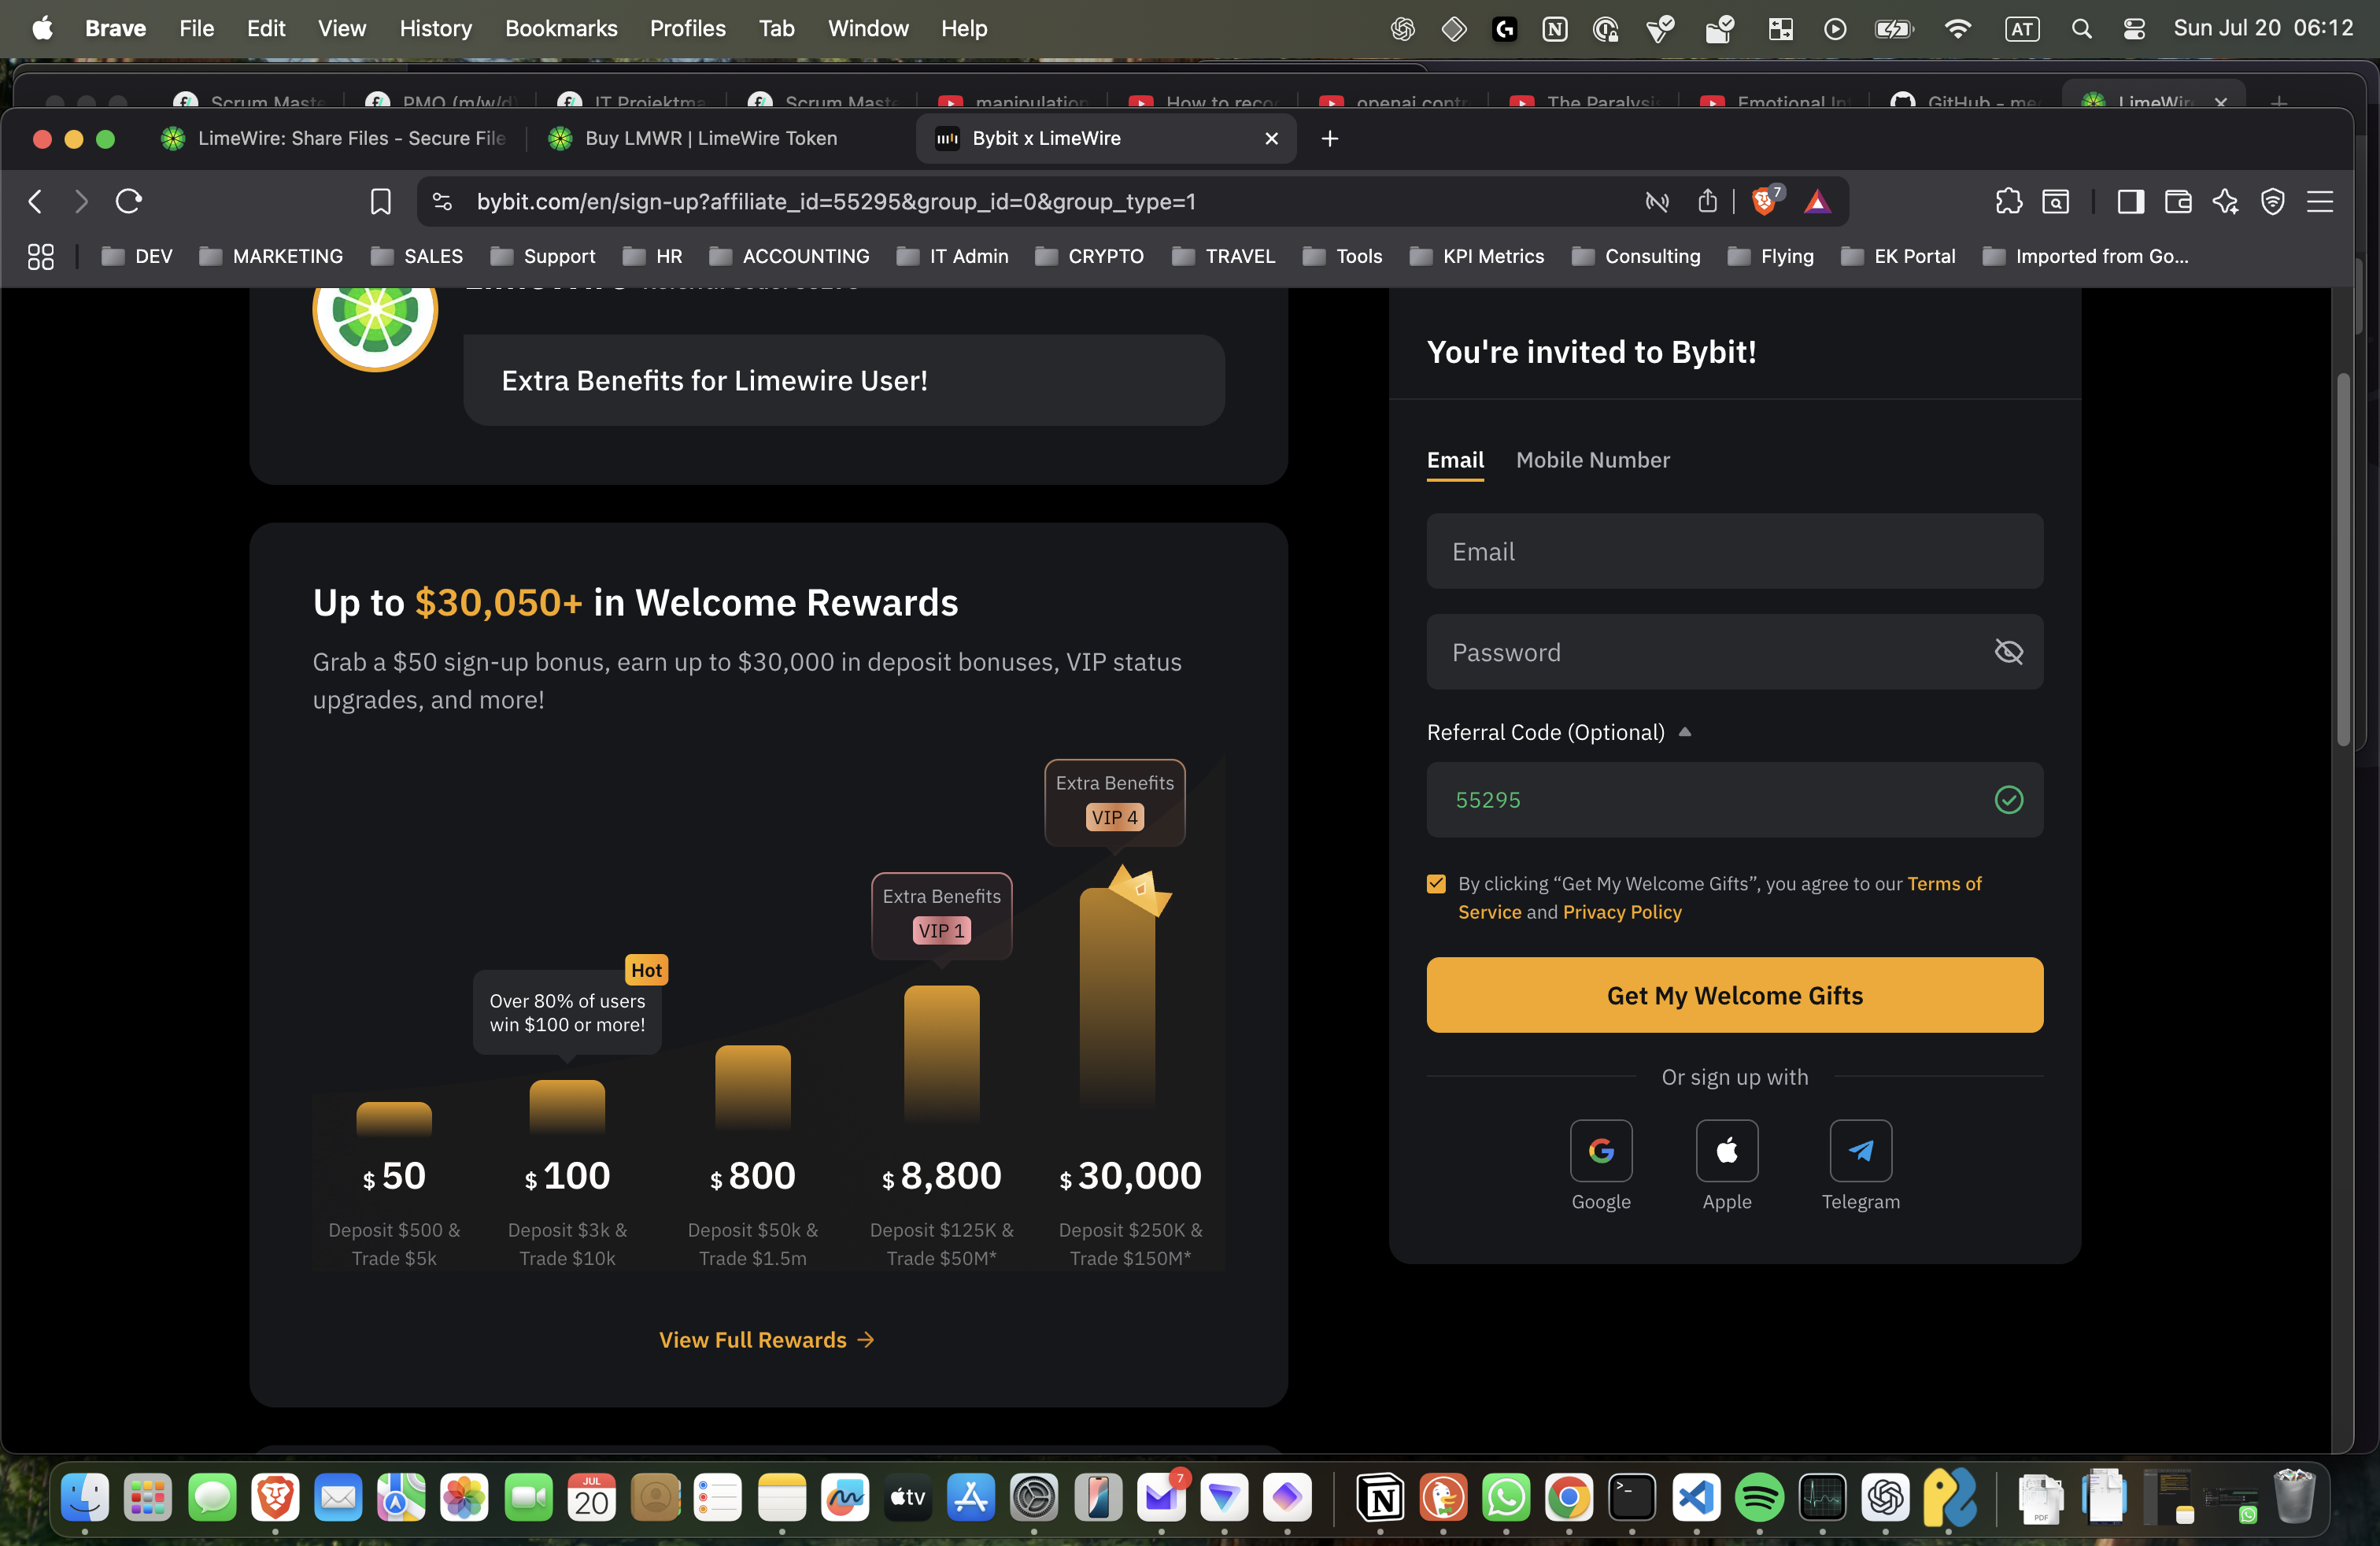 Brave File Edit View History Bookmarks Profiles Tab Window Help
AT
Sun Jul 20 06:12
Scrum Maste
PMO (m/w/d)
IT Projektma
Scrum Maste
manipulation
How to reco
openai contr
The Paralysis
Emotional Int
GitHub - me
LimeWire
LimeWire: Share Files - Secure File
Buy LMWR | LimeWire Token
Bybit x LimeWire
bybit.com/en/sign-up?affiliate_id=55295&group_id=0&group_type=1
7
DEV
MARKETING
SALES
Support
HR
ACCOUNTING
IT Admin
CRYPTO
TRAVEL
Tools
KPI Metrics
Consulting
Flying
EK Portal
Imported from Go...
Extra Benefits for Limewire User!
Up to $30,050+ in Welcome Rewards
Grab a $50 sign-up bonus, earn up to $30,000 in deposit bonuses, VIP status
upgrades, and more!
Extra Benefits
VIP 4
Extra Benefits
VIP 1
Hot
Over 80% of users
win $100 or more!
$ 50
Deposit $500 &
Trade $5k
$ 100
Deposit $3k &
Trade $10k
$ 800
Deposit $50k &
Trade $1.5m
$ 8,800
Deposit $125K &
Trade $50M*
$ 30,000
Deposit $250K &
Trade $150M*
View Full Rewards →
You're invited to Bybit!
Email
Mobile Number
Email
Password
Referral Code (Optional)
55295
By clicking “Get My Welcome Gifts”, you agree to our Terms of
Service and Privacy Policy
Get My Welcome Gifts
Or sign up with
Google
Apple
Telegram
JUL
20
tv
7
PDF